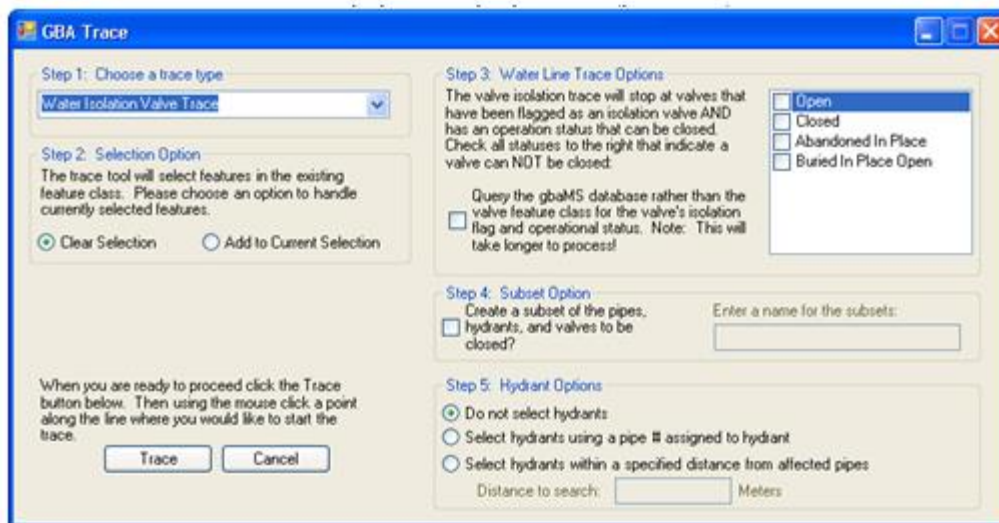 GBA Trace
Step 1: Choose a trace type
Water Isolation Valve Trace
Step 2: Selection Option
The trace tool will select features in the existing
feature class. Please choose an option to handle
currently selected features.
Clear Selection
Add to Current Selection
When you are ready to proceed click the Trace
button below. Then using the mouse click a point
along the line where you would like to start the
trace.
Trace
Cancel
Step 3: Water Line Trace Options
The valve isolation trace will stop at valves that
have been flagged as an isolation valve AND
has an operation status that can be closed.
Check all statuses to the right that indicate a
valve can NOT be closed:
Open
Closed
Abandoned In Place
Buried In Place Open
Query the gbaMS database rather than the
valve feature class for the valve's isolation
flag and operational status. Note: This will
take longer to process!
Step 4: Subset Option
Create a subset of the pipes,
hydrants, and valves to be
closed?
Enter a name for the subsets:
Step 5: Hydrant Options
Do not select hydrants
Select hydrants using a pipe # assigned to hydrant
Select hydrants within a specified distance from affected pipes
Distance to search:
Meters